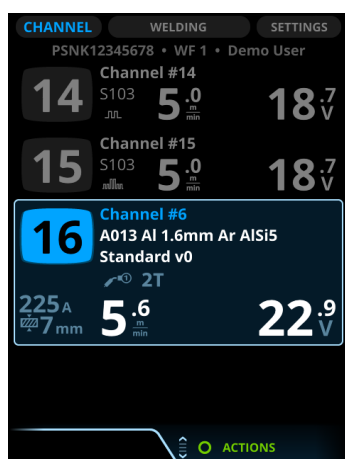 CHANNEL WELDING SETTINGS
PSNK12345678 • WF 1 • Demo User
Channel #14
14 S103 5.0 m/min 18.7 V
Channel #15
15 S103 5.0 m/min 18.7 V
Channel #6
16 A013 Al 1.6mm Ar AlSi5
Standard v0
2T
225 A
7 mm 5.6 m/min 22.9 V
ACTIONS